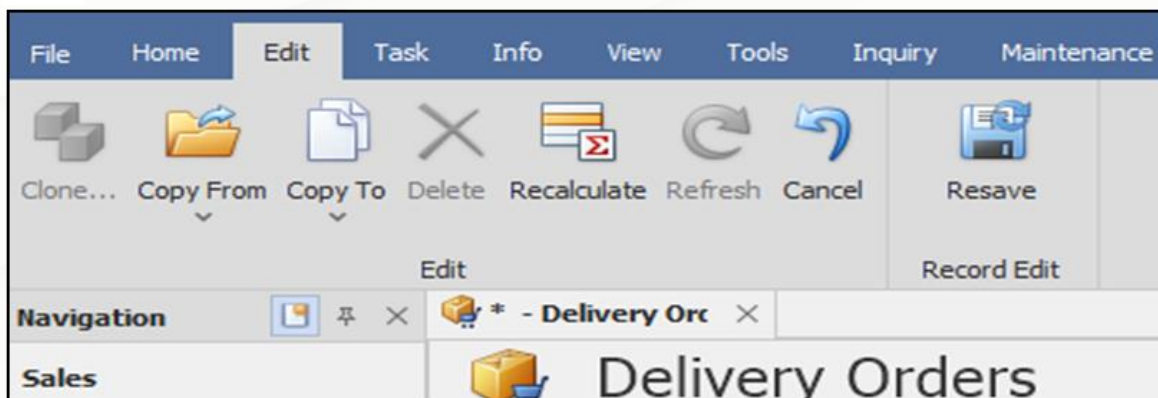 File Home Edit Task Info View Tools Inquiry Maintenance
Clone... Copy From Copy To Delete Recalculate Refresh Cancel Resave
Edit Record Edit
Navigation * - Delivery Orc
Sales Delivery Orders